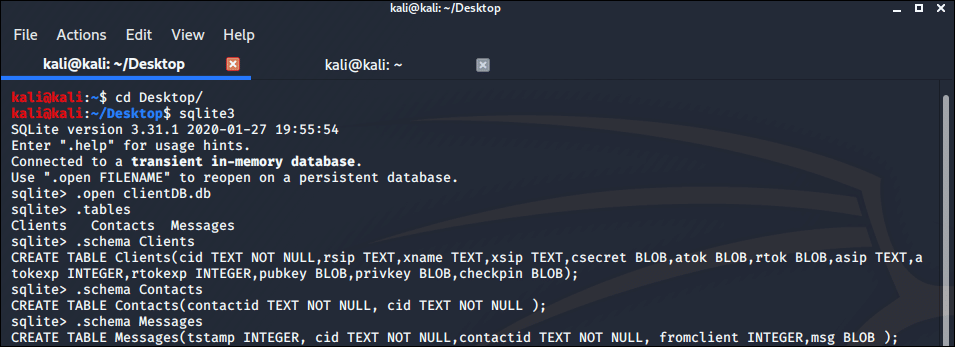 kali@kali: ~/Desktop
File Actions Edit View Help
kali@kali: ~/Desktop kali@kali: ~
kali@kali:~$ cd Desktop/
kali@kali:~/Desktop$ sqlite3
SQLite version 3.31.1 2020-01-27 19:55:54
Enter ".help" for usage hints.
Connected to a transient in-memory database.
Use ".open FILENAME" to reopen on a persistent database.
sqlite> .open clientDB.db
sqlite> .tables
Clients   Contacts  Messages
sqlite> .schema Clients
CREATE TABLE Clients(cid TEXT NOT NULL,rsip TEXT,xname TEXT,xsip TEXT,csecret BLOB,atok BLOB,rtok BLOB,asip TEXT,a
tokexp INTEGER,rtokexp INTEGER,pubkey BLOB,privkey BLOB,checkpin BLOB);
sqlite> .schema Contacts
CREATE TABLE Contacts(contactid TEXT NOT NULL, cid TEXT NOT NULL );
sqlite> .schema Messages
CREATE TABLE Messages(tstamp INTEGER, cid TEXT NOT NULL,contactid TEXT NOT NULL, fromclient INTEGER,msg BLOB );